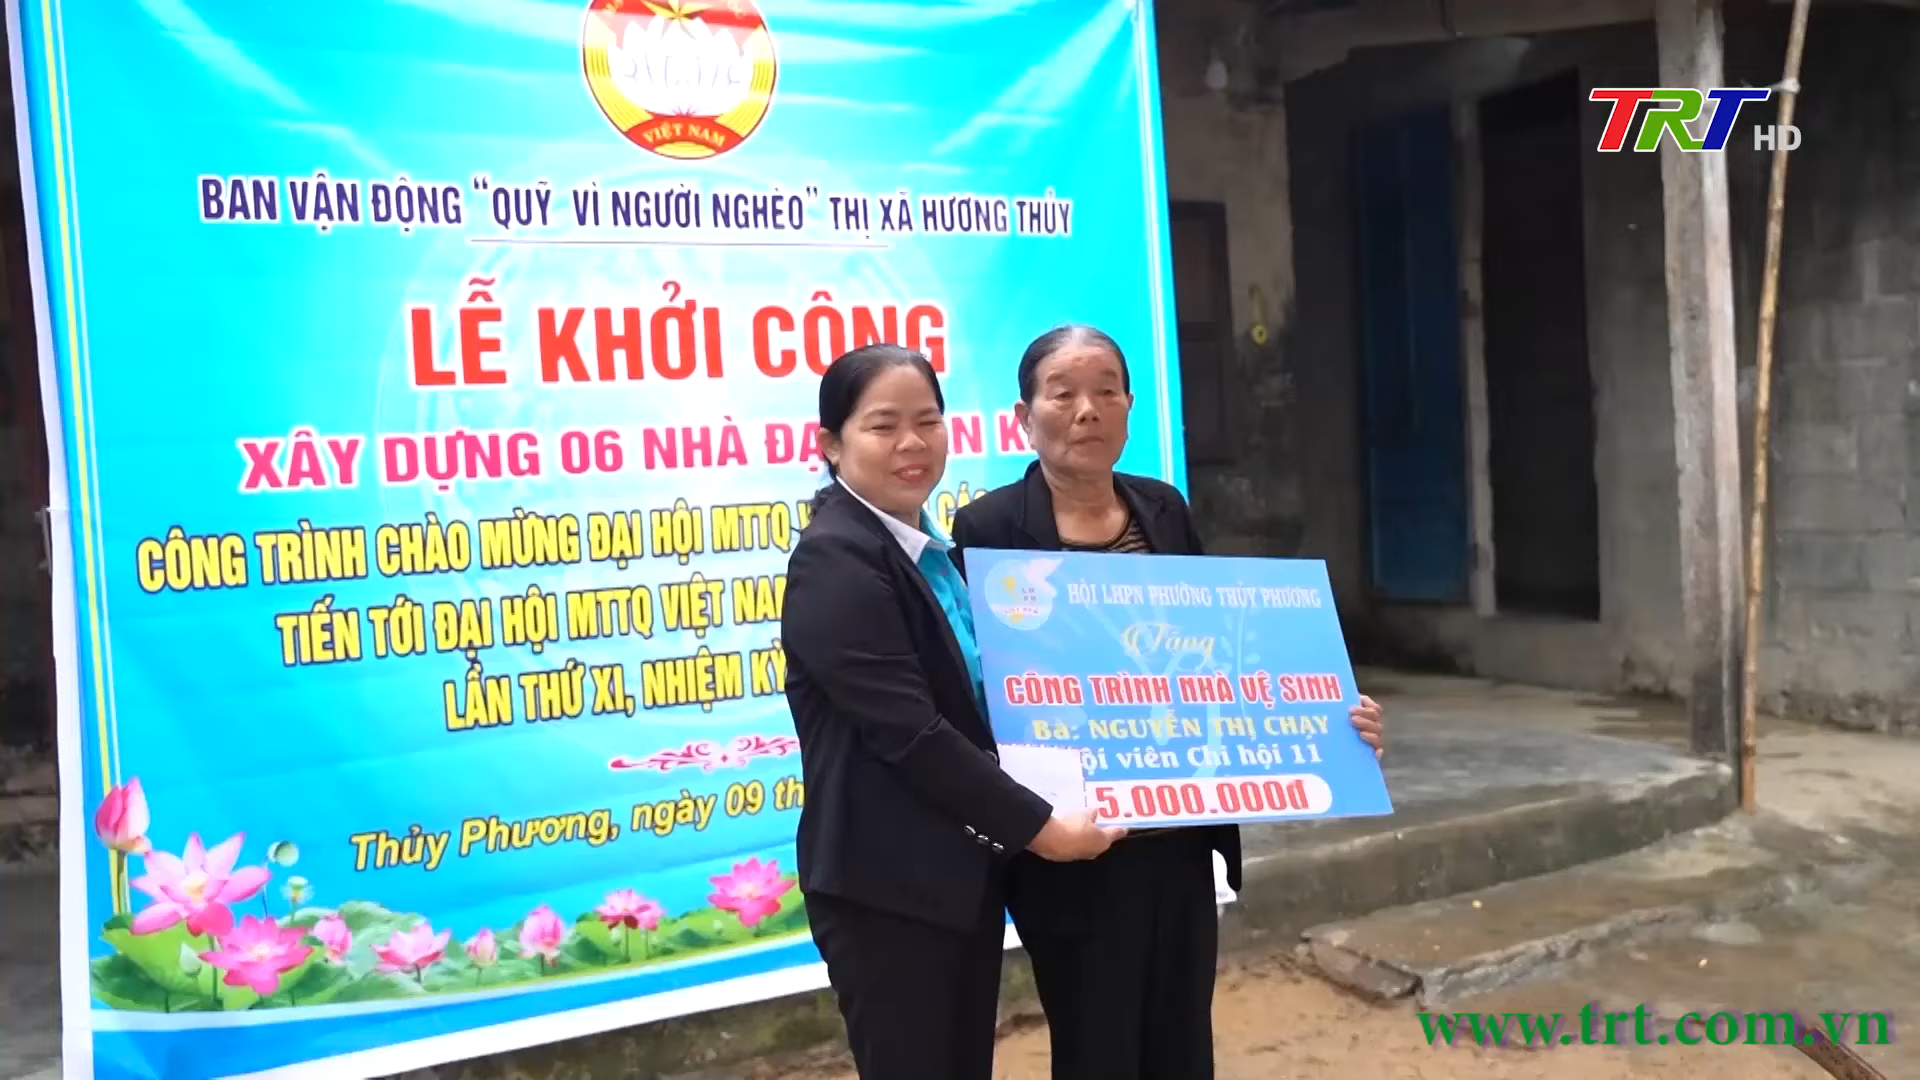 VIỆT NAM
BAN VẬN ĐỘNG "QUỸ VÌ NGƯỜI NGHÈO" THỊ XÃ HƯƠNG THỦY
LỄ KHỞI CÔNG
XÂY DỰNG 06 NHÀ
CÔNG TRÌNH CHÀO MỪNG ĐẠI HỘI MTTQ
TIẾN TỚI ĐẠI HỘI MTTQ VIỆT NAM
LẦN THỨ XI, NHIỆM KỲ
Thủy Phương, ngày 09
TRT HD
HỘI LHPN PHƯỜNG THỦY PHƯƠNG
Tặng
CÔNG TRÌNH NHÀ VỆ SINH
Bà: NGUYỄN THỊ CHẠY
viên Chi hội 11
5.000.000đ
www.trt.com.vn